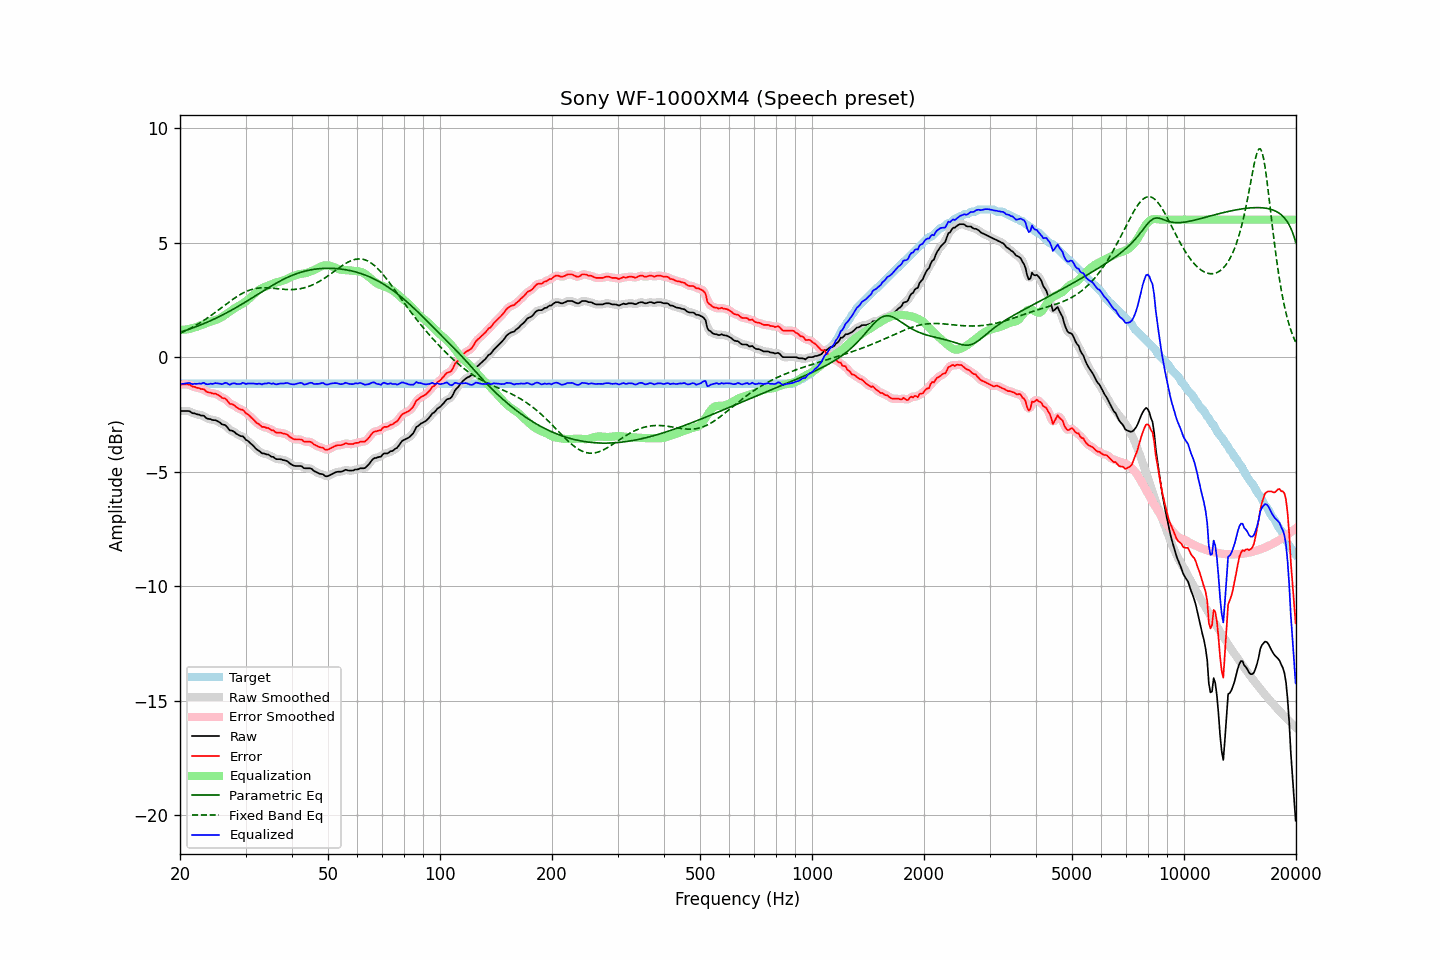 Sony WF-1000XM4 (Speech preset)
10
5
0
−5
−10
−15
−20
Amplitude (dBr)
Target
Raw Smoothed
Error Smoothed
Raw
Error
Equalization
Parametric Eq
Fixed Band Eq
Equalized
20 50 100 200 500 1000 2000 5000 10000 20000
Frequency (Hz)